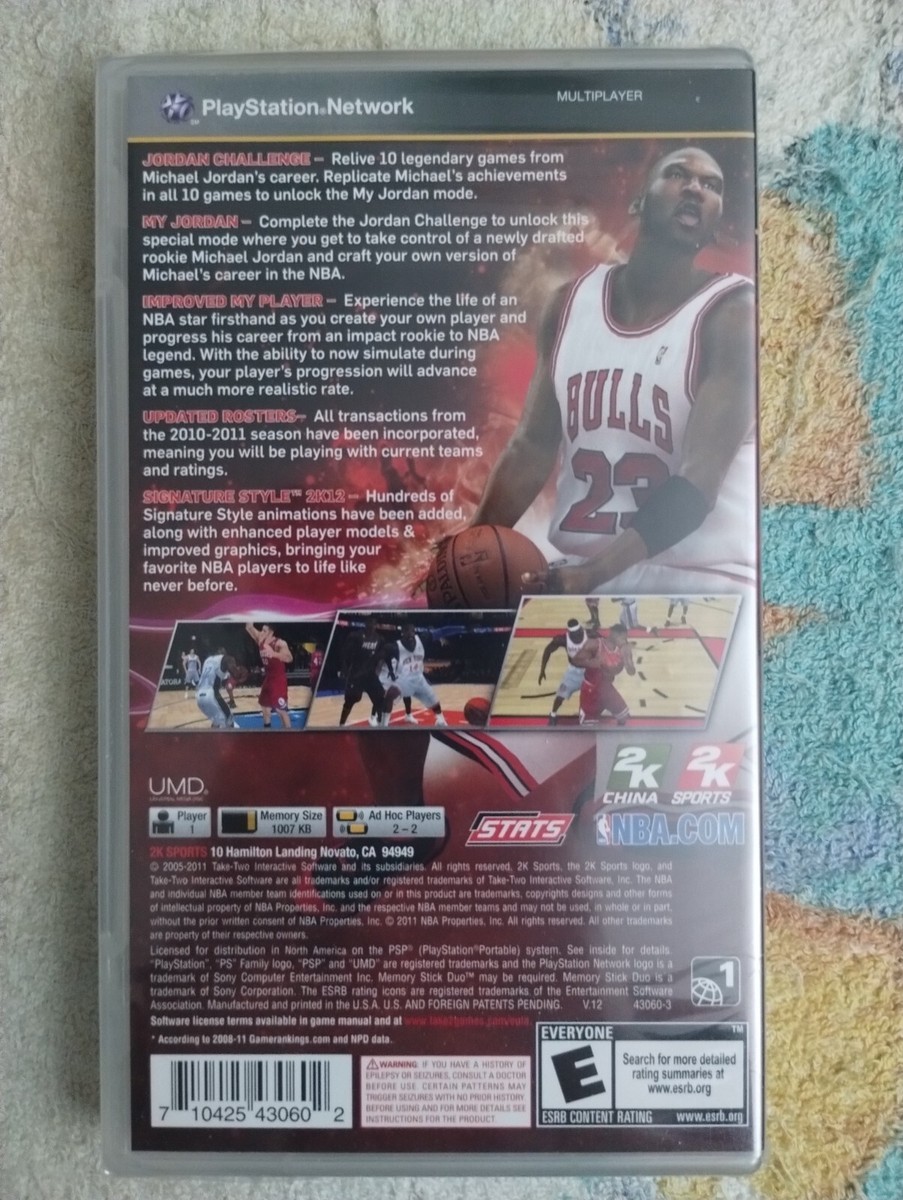 PlayStation®Network
MULTIPLAYER
JORDAN CHALLENGE – Relive 10 legendary games from
Michael Jordan's career. Replicate Michael's achievements
in all 10 games to unlock the My Jordan mode.
MY JORDAN – Complete the Jordan Challenge to unlock this
special mode where you get to take control of a newly drafted
rookie Michael Jordan and craft your own version of
Michael's career in the NBA.
IMPROVED MY PLAYER – Experience the life of an
NBA star firsthand as you create your own player and
progress his career from an impact rookie to NBA
legend. With the ability to now simulate during
games, your player's progression will advance
at a much more realistic rate.
UPDATED ROSTERS– All transactions from
the 2010-2011 season have been incorporated,
meaning you will be playing with current teams
and ratings.
SIGNATURE STYLE™ 2K12 – Hundreds of
Signature Style animations have been added,
along with enhanced player models &
improved graphics, bringing your
favorite NBA players to life like
never before.
BULLS
23
SPALDING
UMD
2K
CHINA
2K
SPORTS
Player
1
Memory Size
1007 KB
Ad Hoc Players
2 – 2
STATS
NBA.COM
2K SPORTS 10 Hamilton Landing Novato, CA 94949
© 2005-2011 Take-Two Interactive Software and its subsidiaries. All rights reserved. 2K Sports, the 2K Sports logo, and
Take-Two Interactive Software are all trademarks and/or registered trademarks of Take-Two Interactive Software, Inc. The NBA
and individual NBA member team identifications used on or in this product are trademarks, copyrights designs and other forms
of intellectual property of NBA Properties, Inc. and the respective NBA member teams and may not be used, in whole or in part,
without the prior written consent of NBA Properties, Inc. © 2011 NBA Properties, Inc. All rights reserved. All other trademarks
are property of their respective owners.
Licensed for distribution in North America on the PSP® (PlayStation®Portable) system. See inside for details.
"PlayStation", "PS" Family logo, "PSP" and "UMD" are registered trademarks and the PlayStation Network logo is a
trademark of Sony Computer Entertainment Inc. Memory Stick Duo™ may be required. Memory Stick Duo is a
trademark of Sony Corporation. The ESRB rating icons are registered trademarks of the Entertainment Software
Association. Manufactured and printed in the U.S.A. U.S. AND FOREIGN PATENTS PENDING. V.12 43060-3
1
Software license terms available in game manual and at www.take2games.com/eula.
* According to 2008-11 Gamerankings.com and NPD data.
7 10425 43060 2
WARNING: IF YOU HAVE A HISTORY OF
EPILEPSY OR SEIZURES, CONSULT A DOCTOR
BEFORE USE. CERTAIN PATTERNS MAY
TRIGGER SEIZURES WITH NO PRIOR HISTORY
BEFORE USING AND FOR MORE DETAILS SEE
INSTRUCTIONS FOR THE PRODUCT.
EVERYONE ™
E
Search for more detailed
rating summaries at
www.esrb.org
ESRB CONTENT RATING www.esrb.org